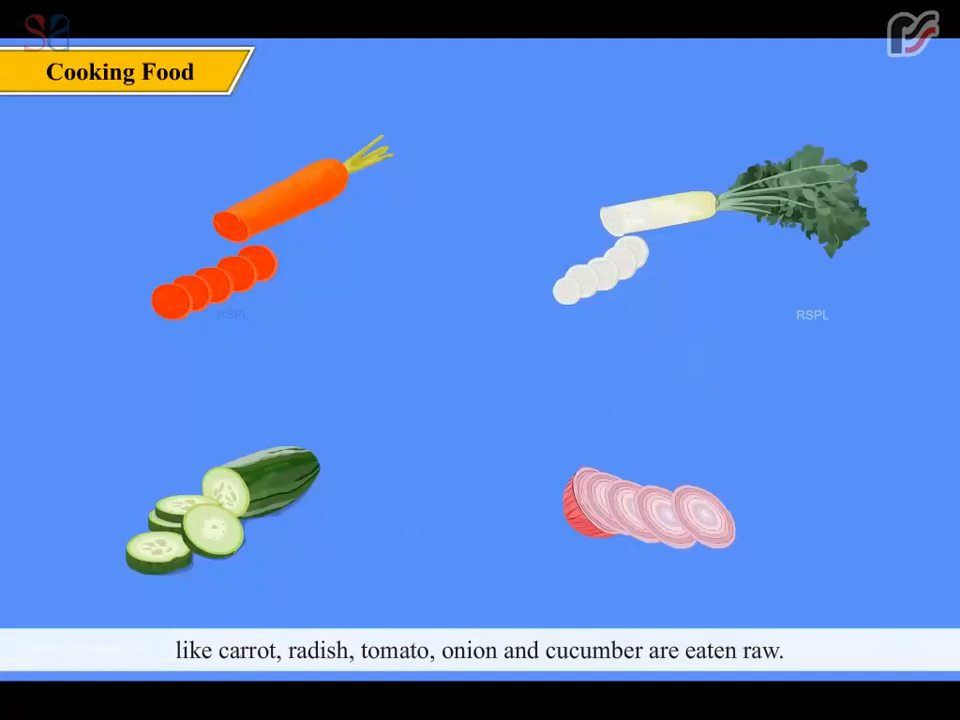 Cooking Food
RSPL
RSPL
like carrot, radish, tomato, onion and cucumber are eaten raw.